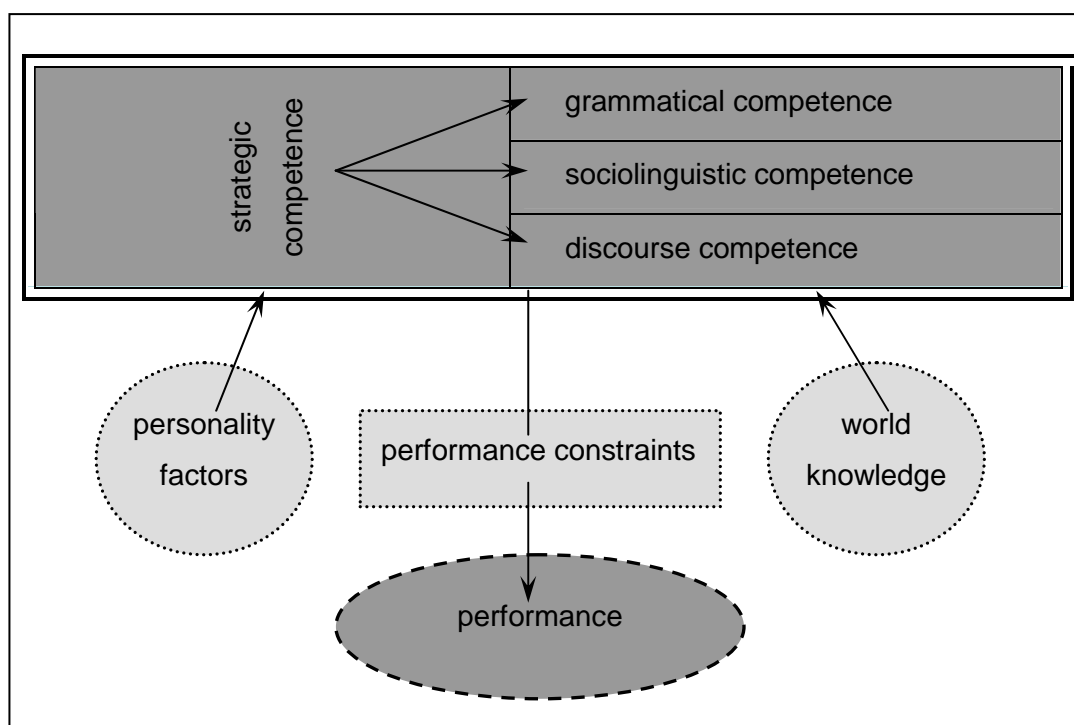 strategic
competence
grammatical competence
sociolinguistic competence
discourse competence
personality
factors
performance constraints
world
knowledge
performance